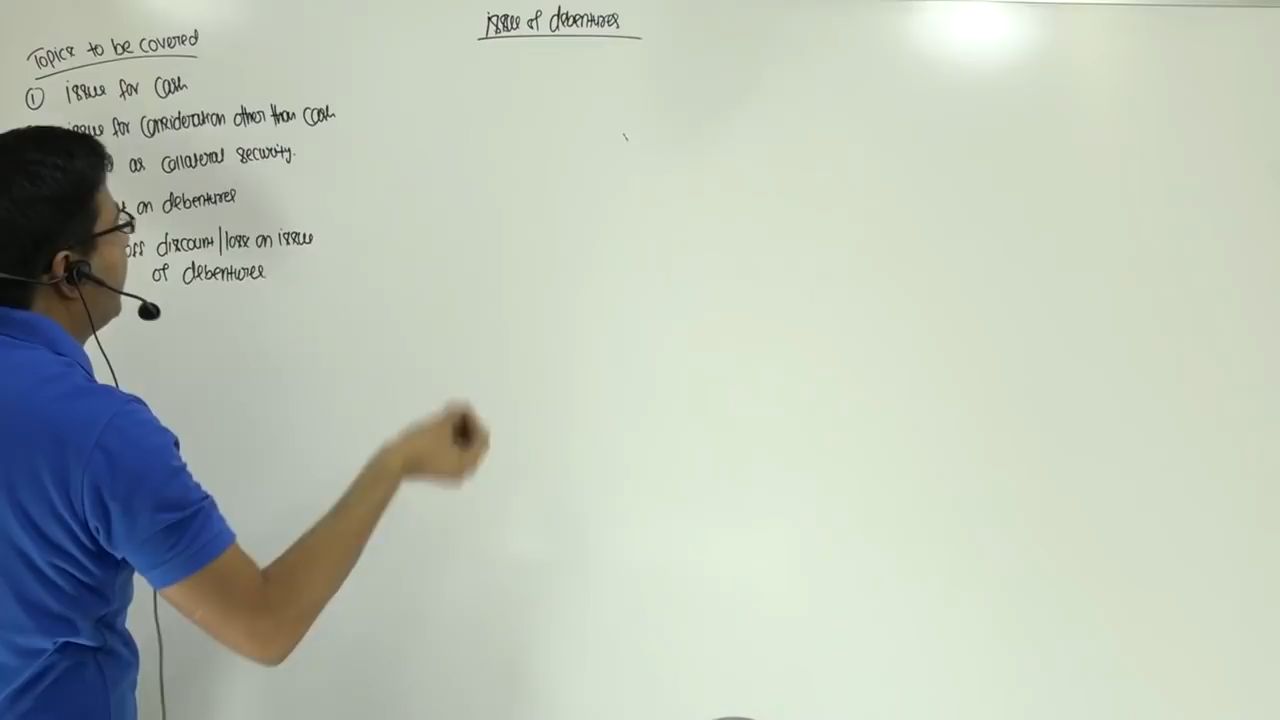 issue of debentures
Topics to be covered
① issue for cash
issue for consideration other than cash
as collateral security.
on debentures
off discount/loss on issue
of debentures